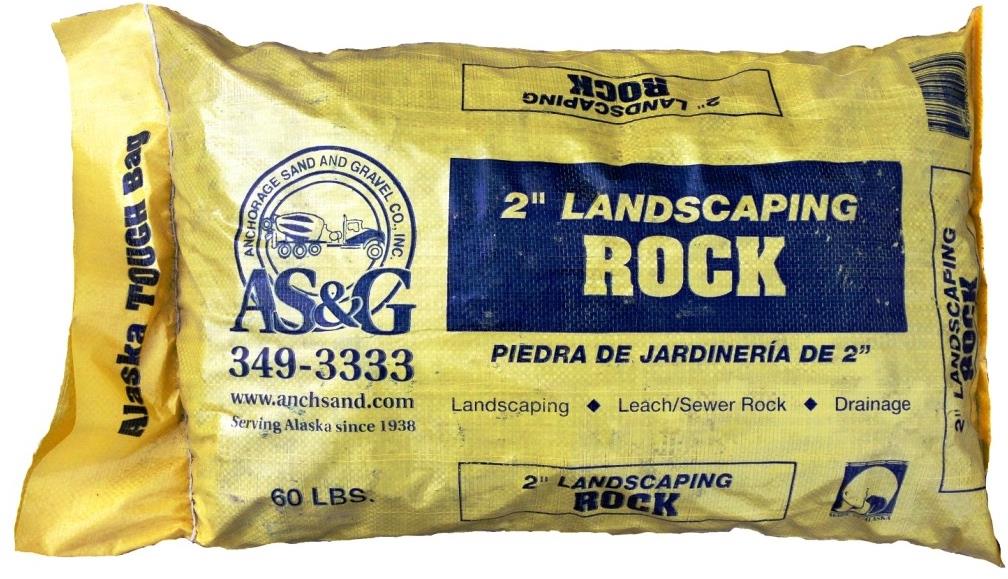 2" LANDSCAPING
ROCK
Alaska TOUGH Bag
ANCHORAGE SAND AND GRAVEL CO., INC.
AS&G
349-3333
www.anchsand.com
Serving Alaska since 1938
60 LBS.
2" LANDSCAPING
ROCK
PIEDRA DE JARDINERÍA DE 2”
Landscaping ◆ Leach/Sewer Rock ◆ Drainage
2" LANDSCAPING
ROCK
2" LANDSCAPING
ROCK
ALASKA